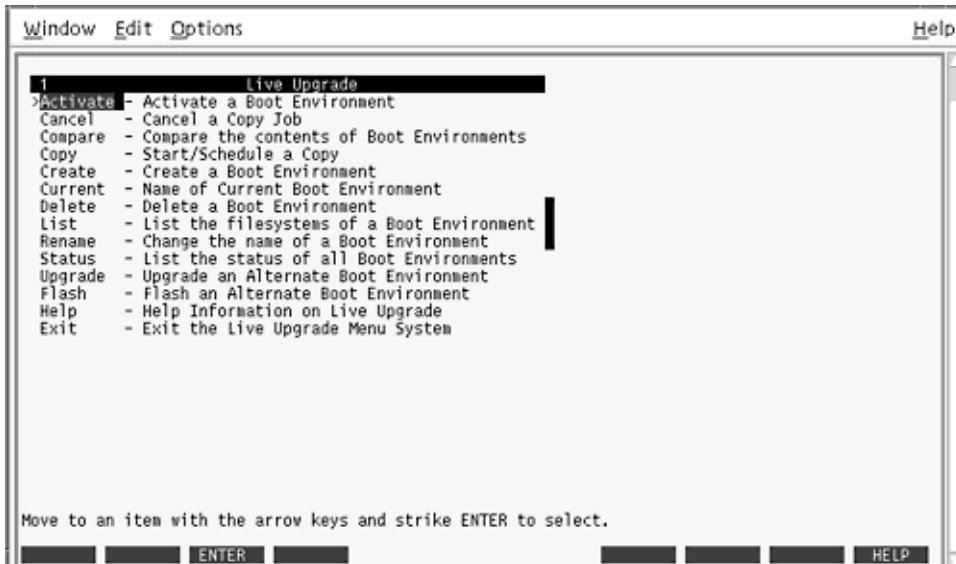 Window Edit Options Help
1 Live Upgrade
>Activate - Activate a Boot Environment
Cancel - Cancel a Copy Job
Compare - Compare the contents of Boot Environments
Copy - Start/Schedule a Copy
Create - Create a Boot Environment
Current - Name of Current Boot Environment
Delete - Delete a Boot Environment
List - List the filesystems of a Boot Environment
Rename - Change the name of a Boot Environment
Status - List the status of all Boot Environments
Upgrade - Upgrade an Alternate Boot Environment
Flash - Flash an Alternate Boot Environment
Help - Help Information on Live Upgrade
Exit - Exit the Live Upgrade Menu System
Move to an item with the arrow keys and strike ENTER to select.
ENTER HELP